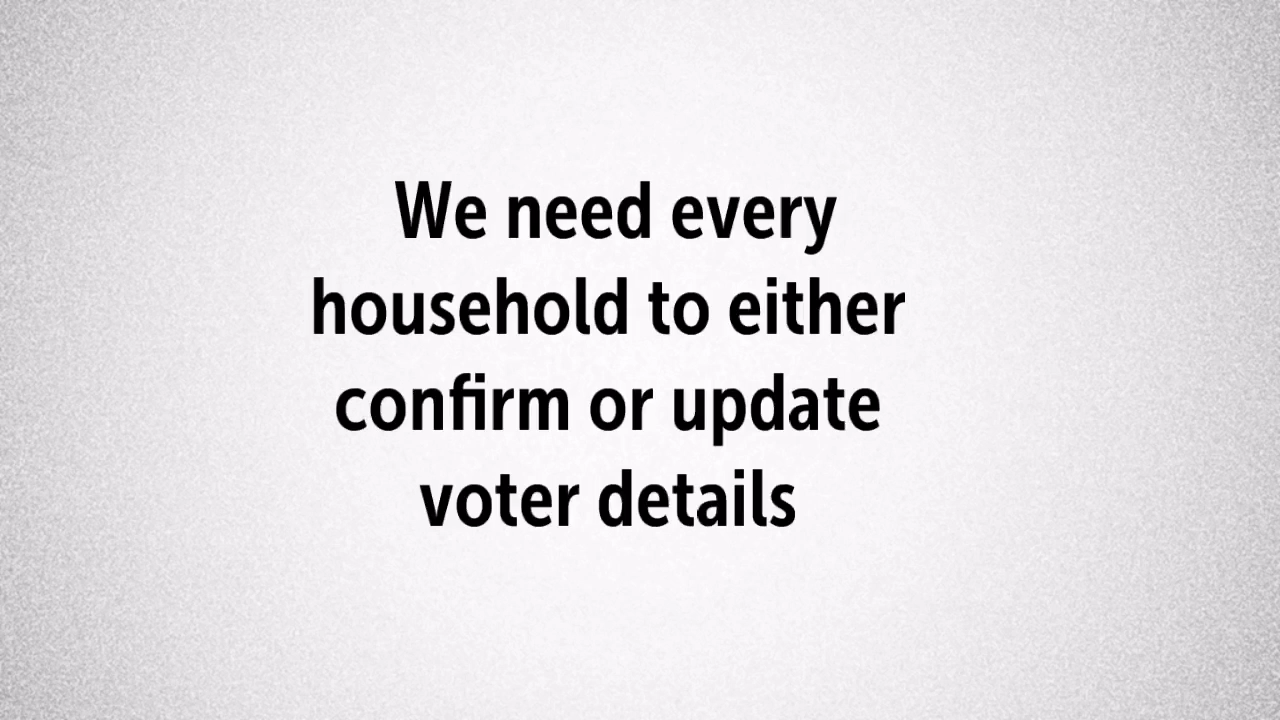 We need every
household to either
confirm or update
voter details